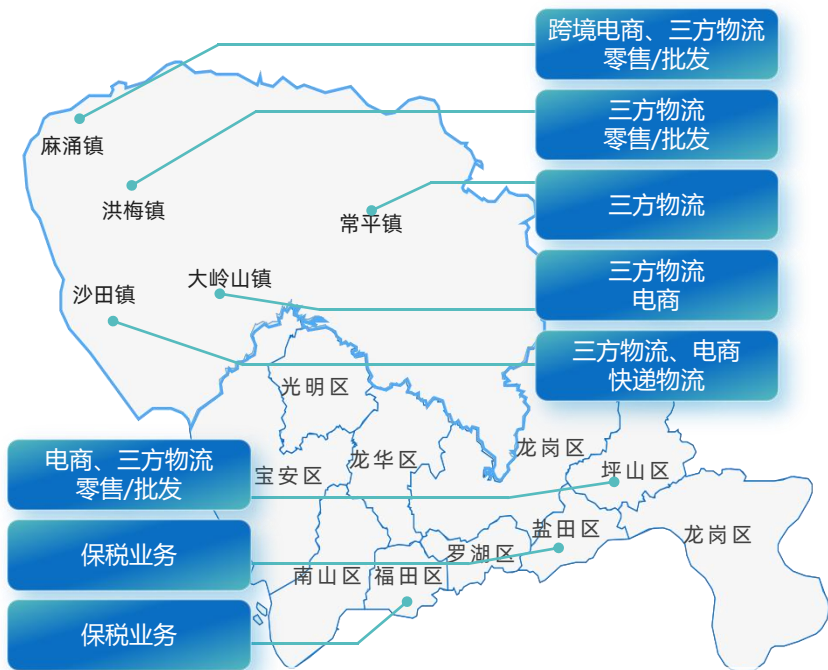 跨境电商、三方物流
零售/批发
麻涌镇
三方物流
零售/批发
洪梅镇
三方物流
常平镇
三方物流
电商
大岭山镇
沙田镇
三方物流、电商
快递物流
光明区
电商、三方物流
零售/批发
宝安区
龙华区
龙岗区
坪山区
保税业务
罗湖区
盐田区
龙岗区
南山区
福田区
保税业务